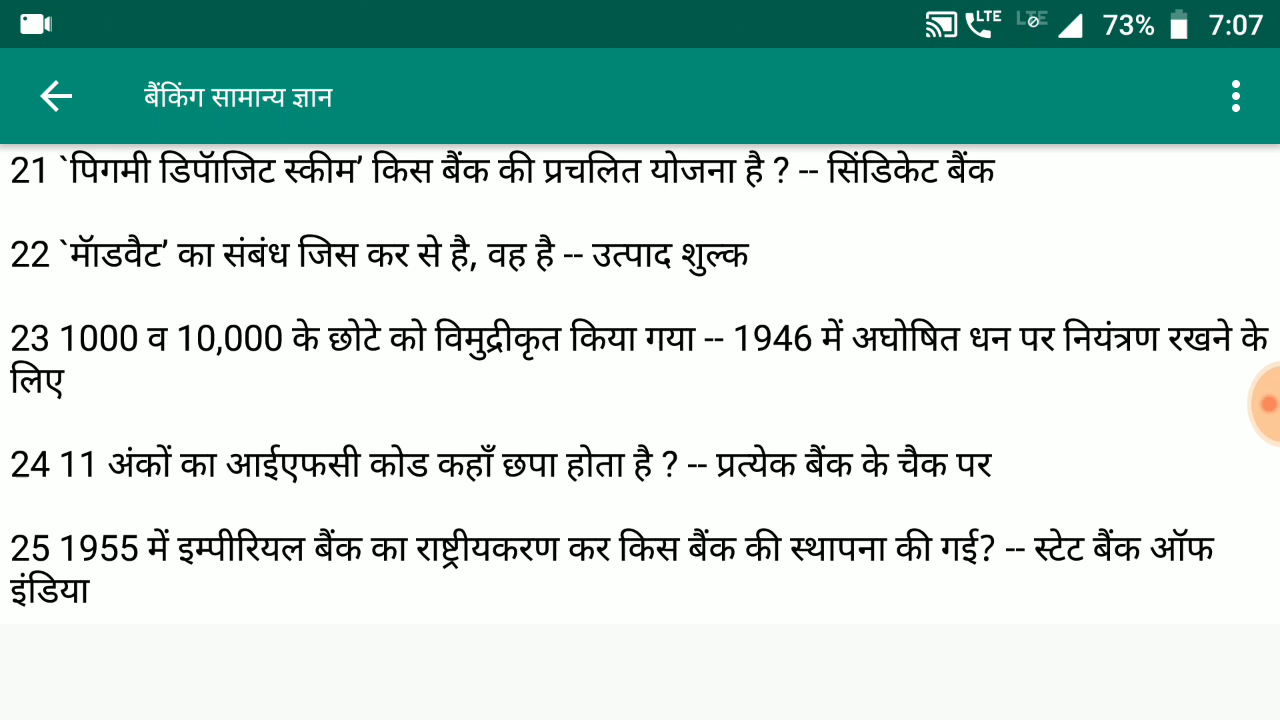 LTE LTE 73% 7:07
बैंकिंग सामान्य ज्ञान
21 `पिगमी डिपॅाजिट स्कीम’ किस बैंक की प्रचलित योजना है ? -- सिंडिकेट बैंक
22 `मॅाडवैट’ का संबंध जिस कर से है, वह है -- उत्पाद शुल्क
23 1000 व 10,000 के छोटे को विमुद्रीकृत किया गया -- 1946 में अघोषित धन पर नियंत्रण रखने के
लिए
24 11 अंकों का आईएफसी कोड कहाँ छपा होता है ? -- प्रत्येक बैंक के चैक पर
25 1955 में इम्पीरियल बैंक का राष्ट्रीयकरण कर किस बैंक की स्थापना की गई? -- स्टेट बैंक ऑफ
इंडिया